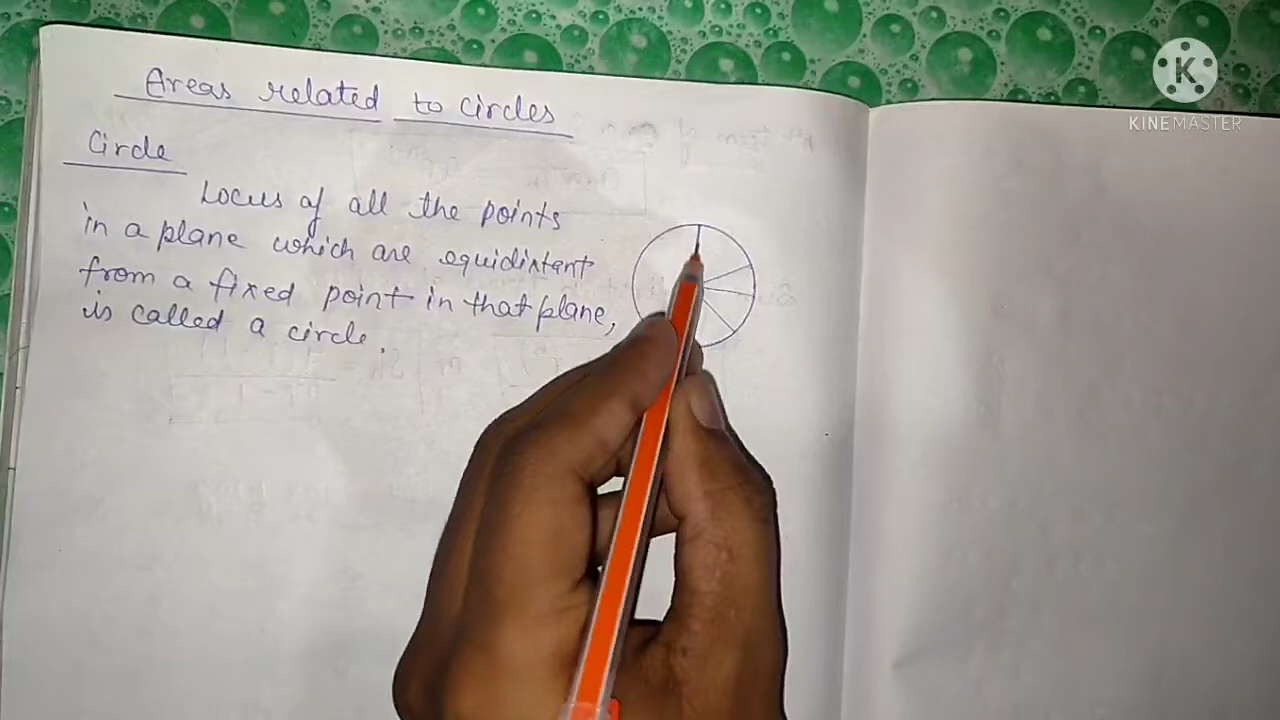 Areas related to circles
Circle
Locus of all the points
in a plane which are equidistant
from a fixed point in that plane,
is called a circle.
K
KINEMASTER